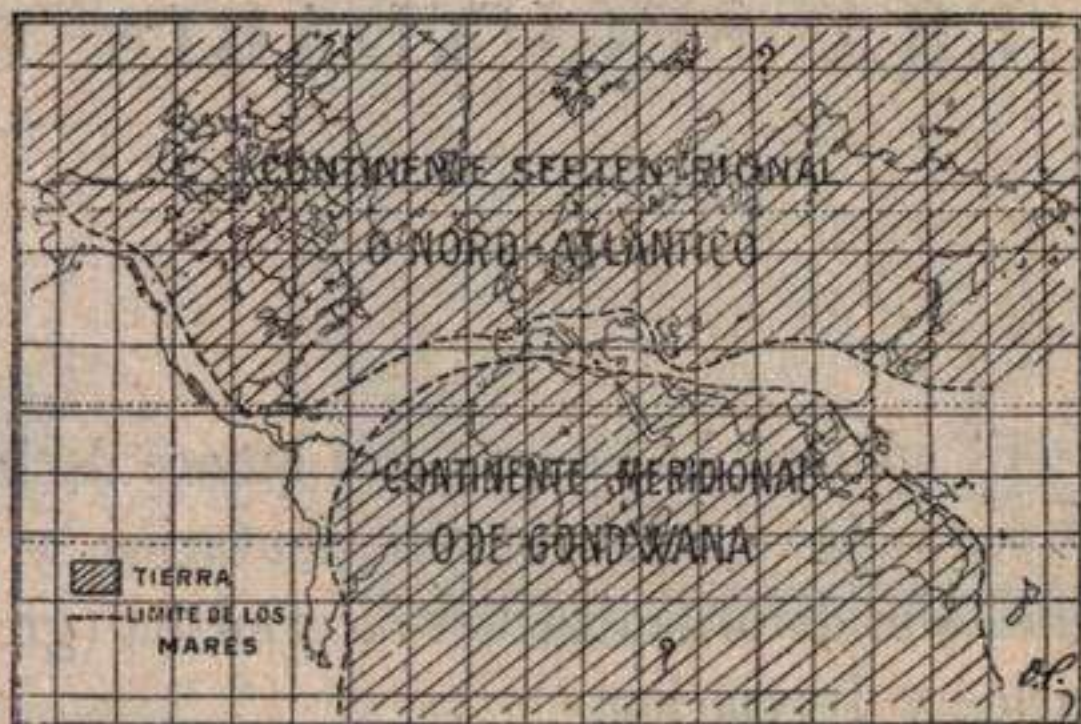 ?
CONTINENTE SEPTENTRIONAL
O NORD-ATLANTICO
CONTINENTE MERIDIONAL
O DE GONDWANA
TIERRA
LIMITE DE LOS
MARES
?